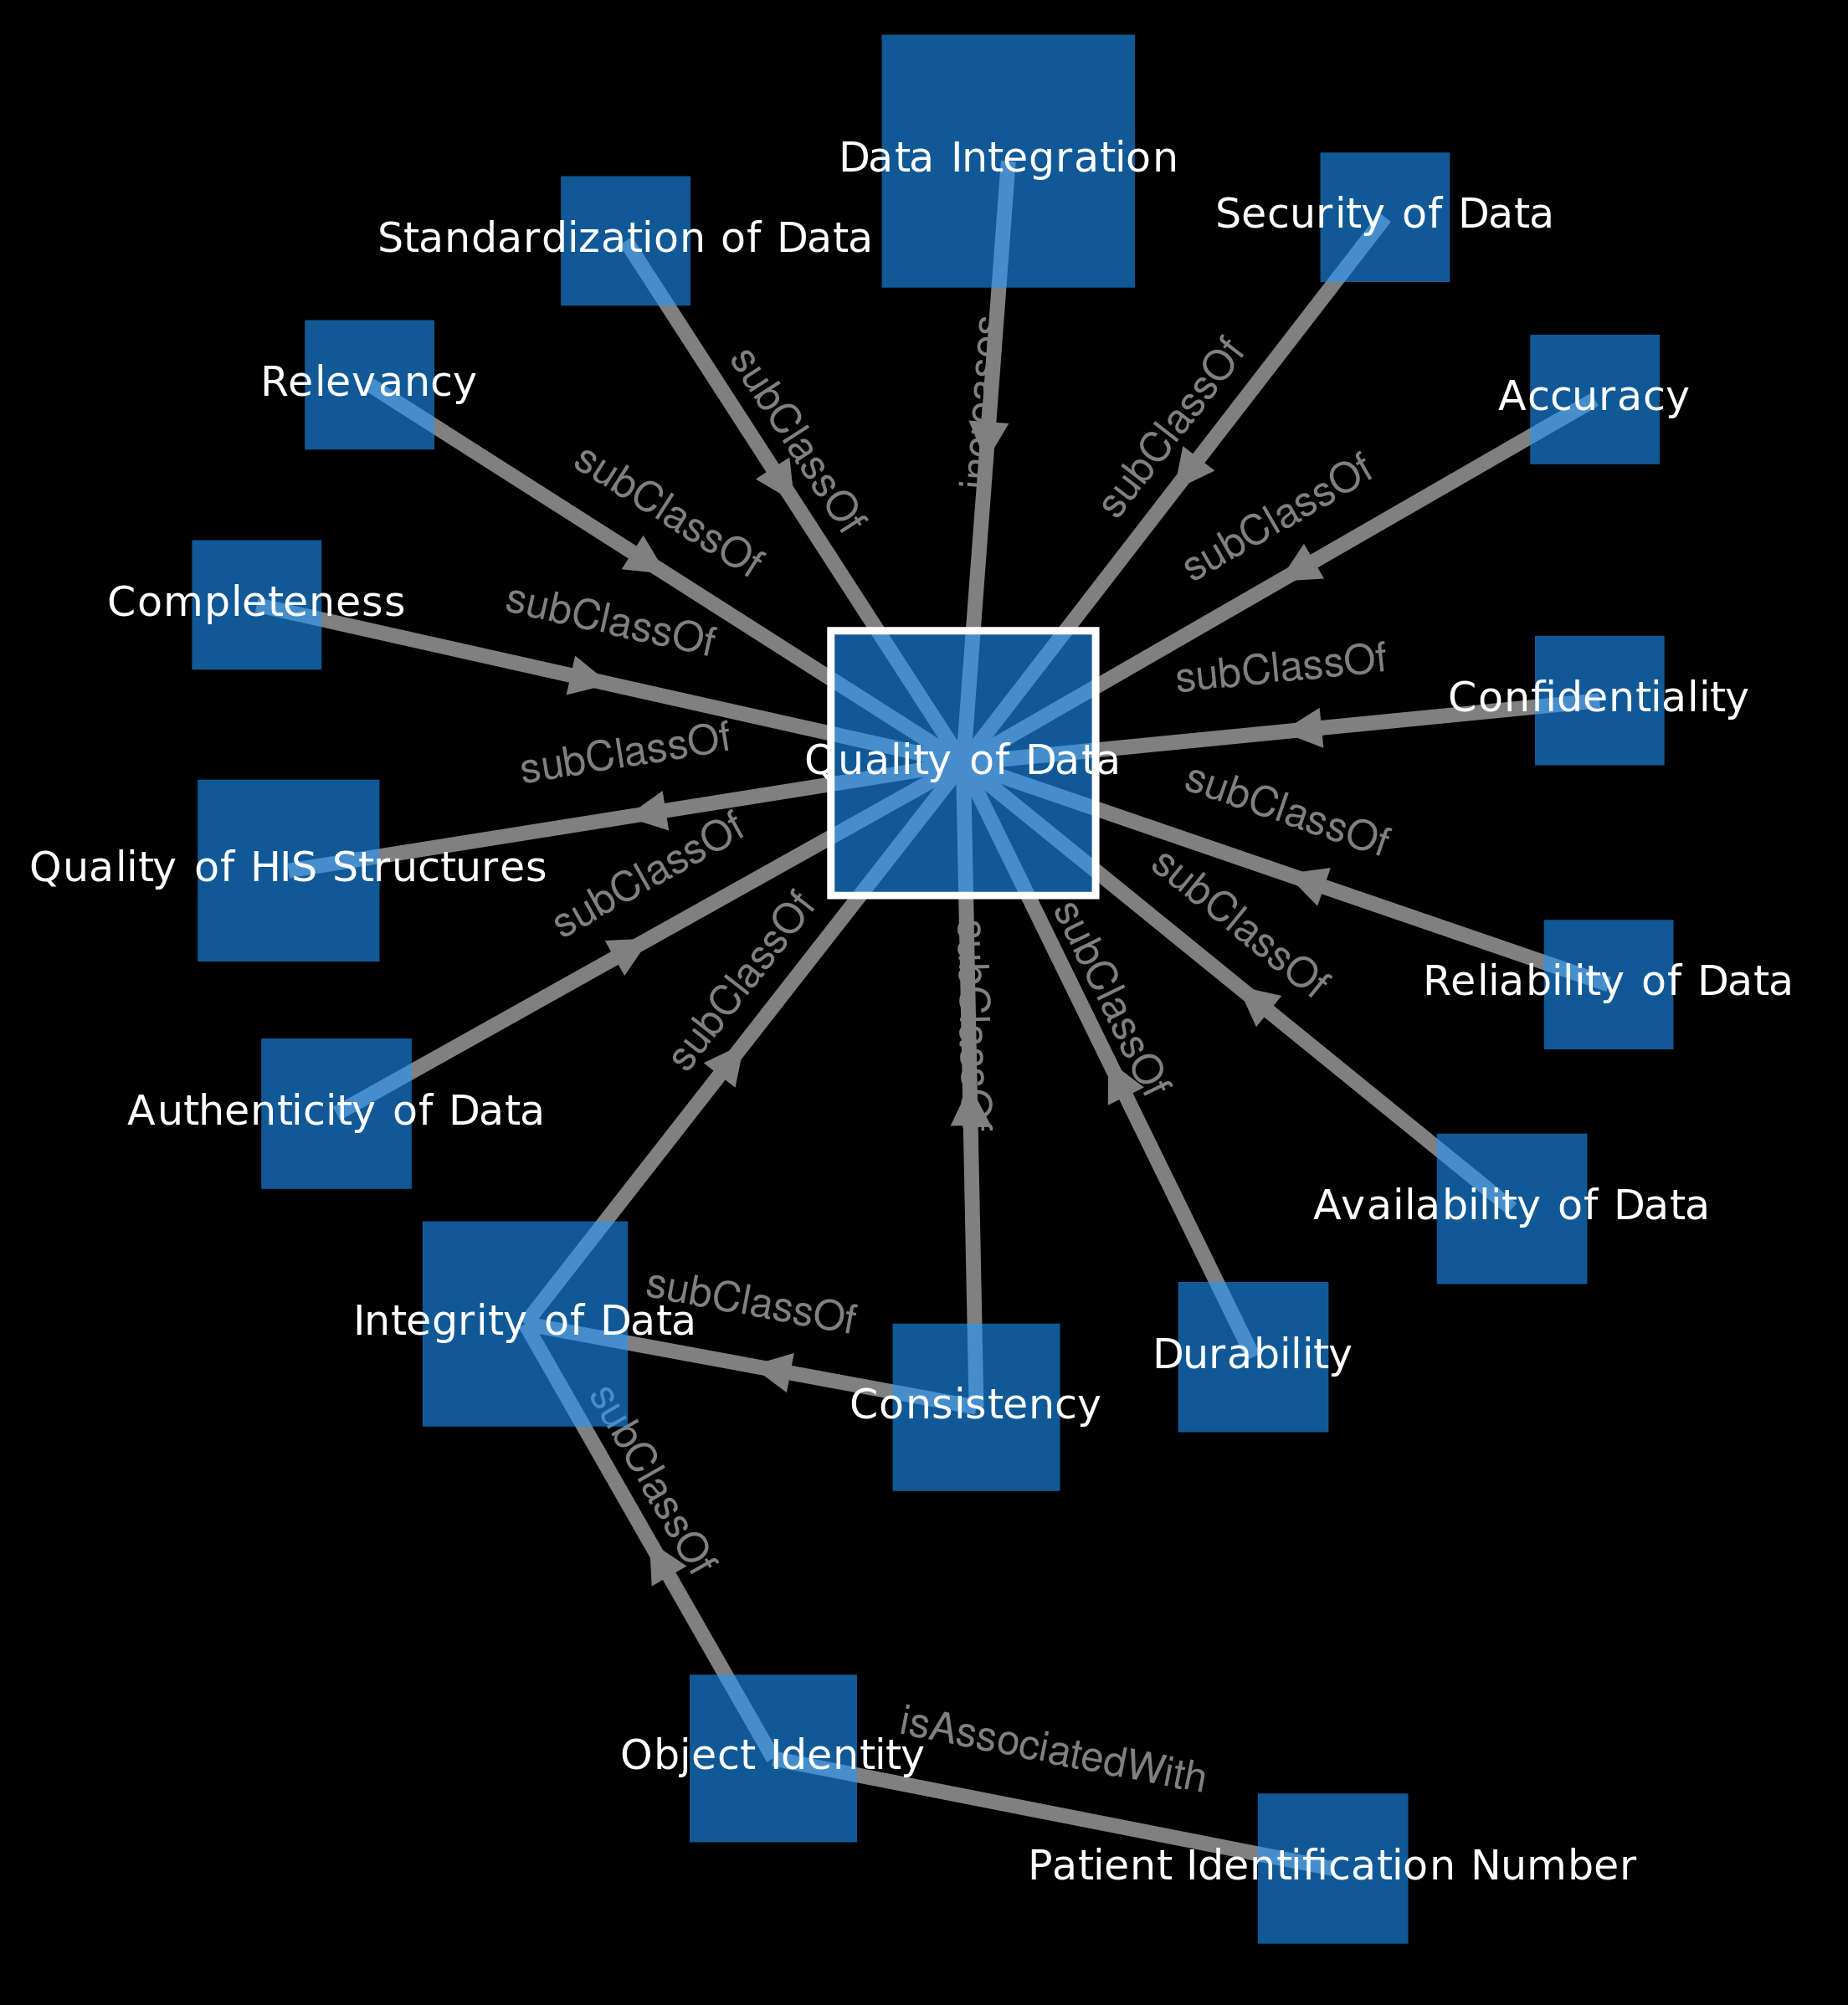 Data Integration
Security of Data
Standardization of Data
Relevancy
Accuracy
increases
subClassOf
subClassOf
subClassOf
subClassOf
Completeness
subClassOf
subClassOf
Confidentiality
subClassOf
Quality of Data
subClassOf
Quality of HIS Structures
subClassOf
subClassOf
subClassOf
subClassOf
subClassOf
subClassOf
Reliability of Data
Authenticity of Data
Availability of Data
Integrity of Data
subClassOf
Durability
Consistency
subClassOf
Object Identity
isAssociatedWith
Patient Identification Number